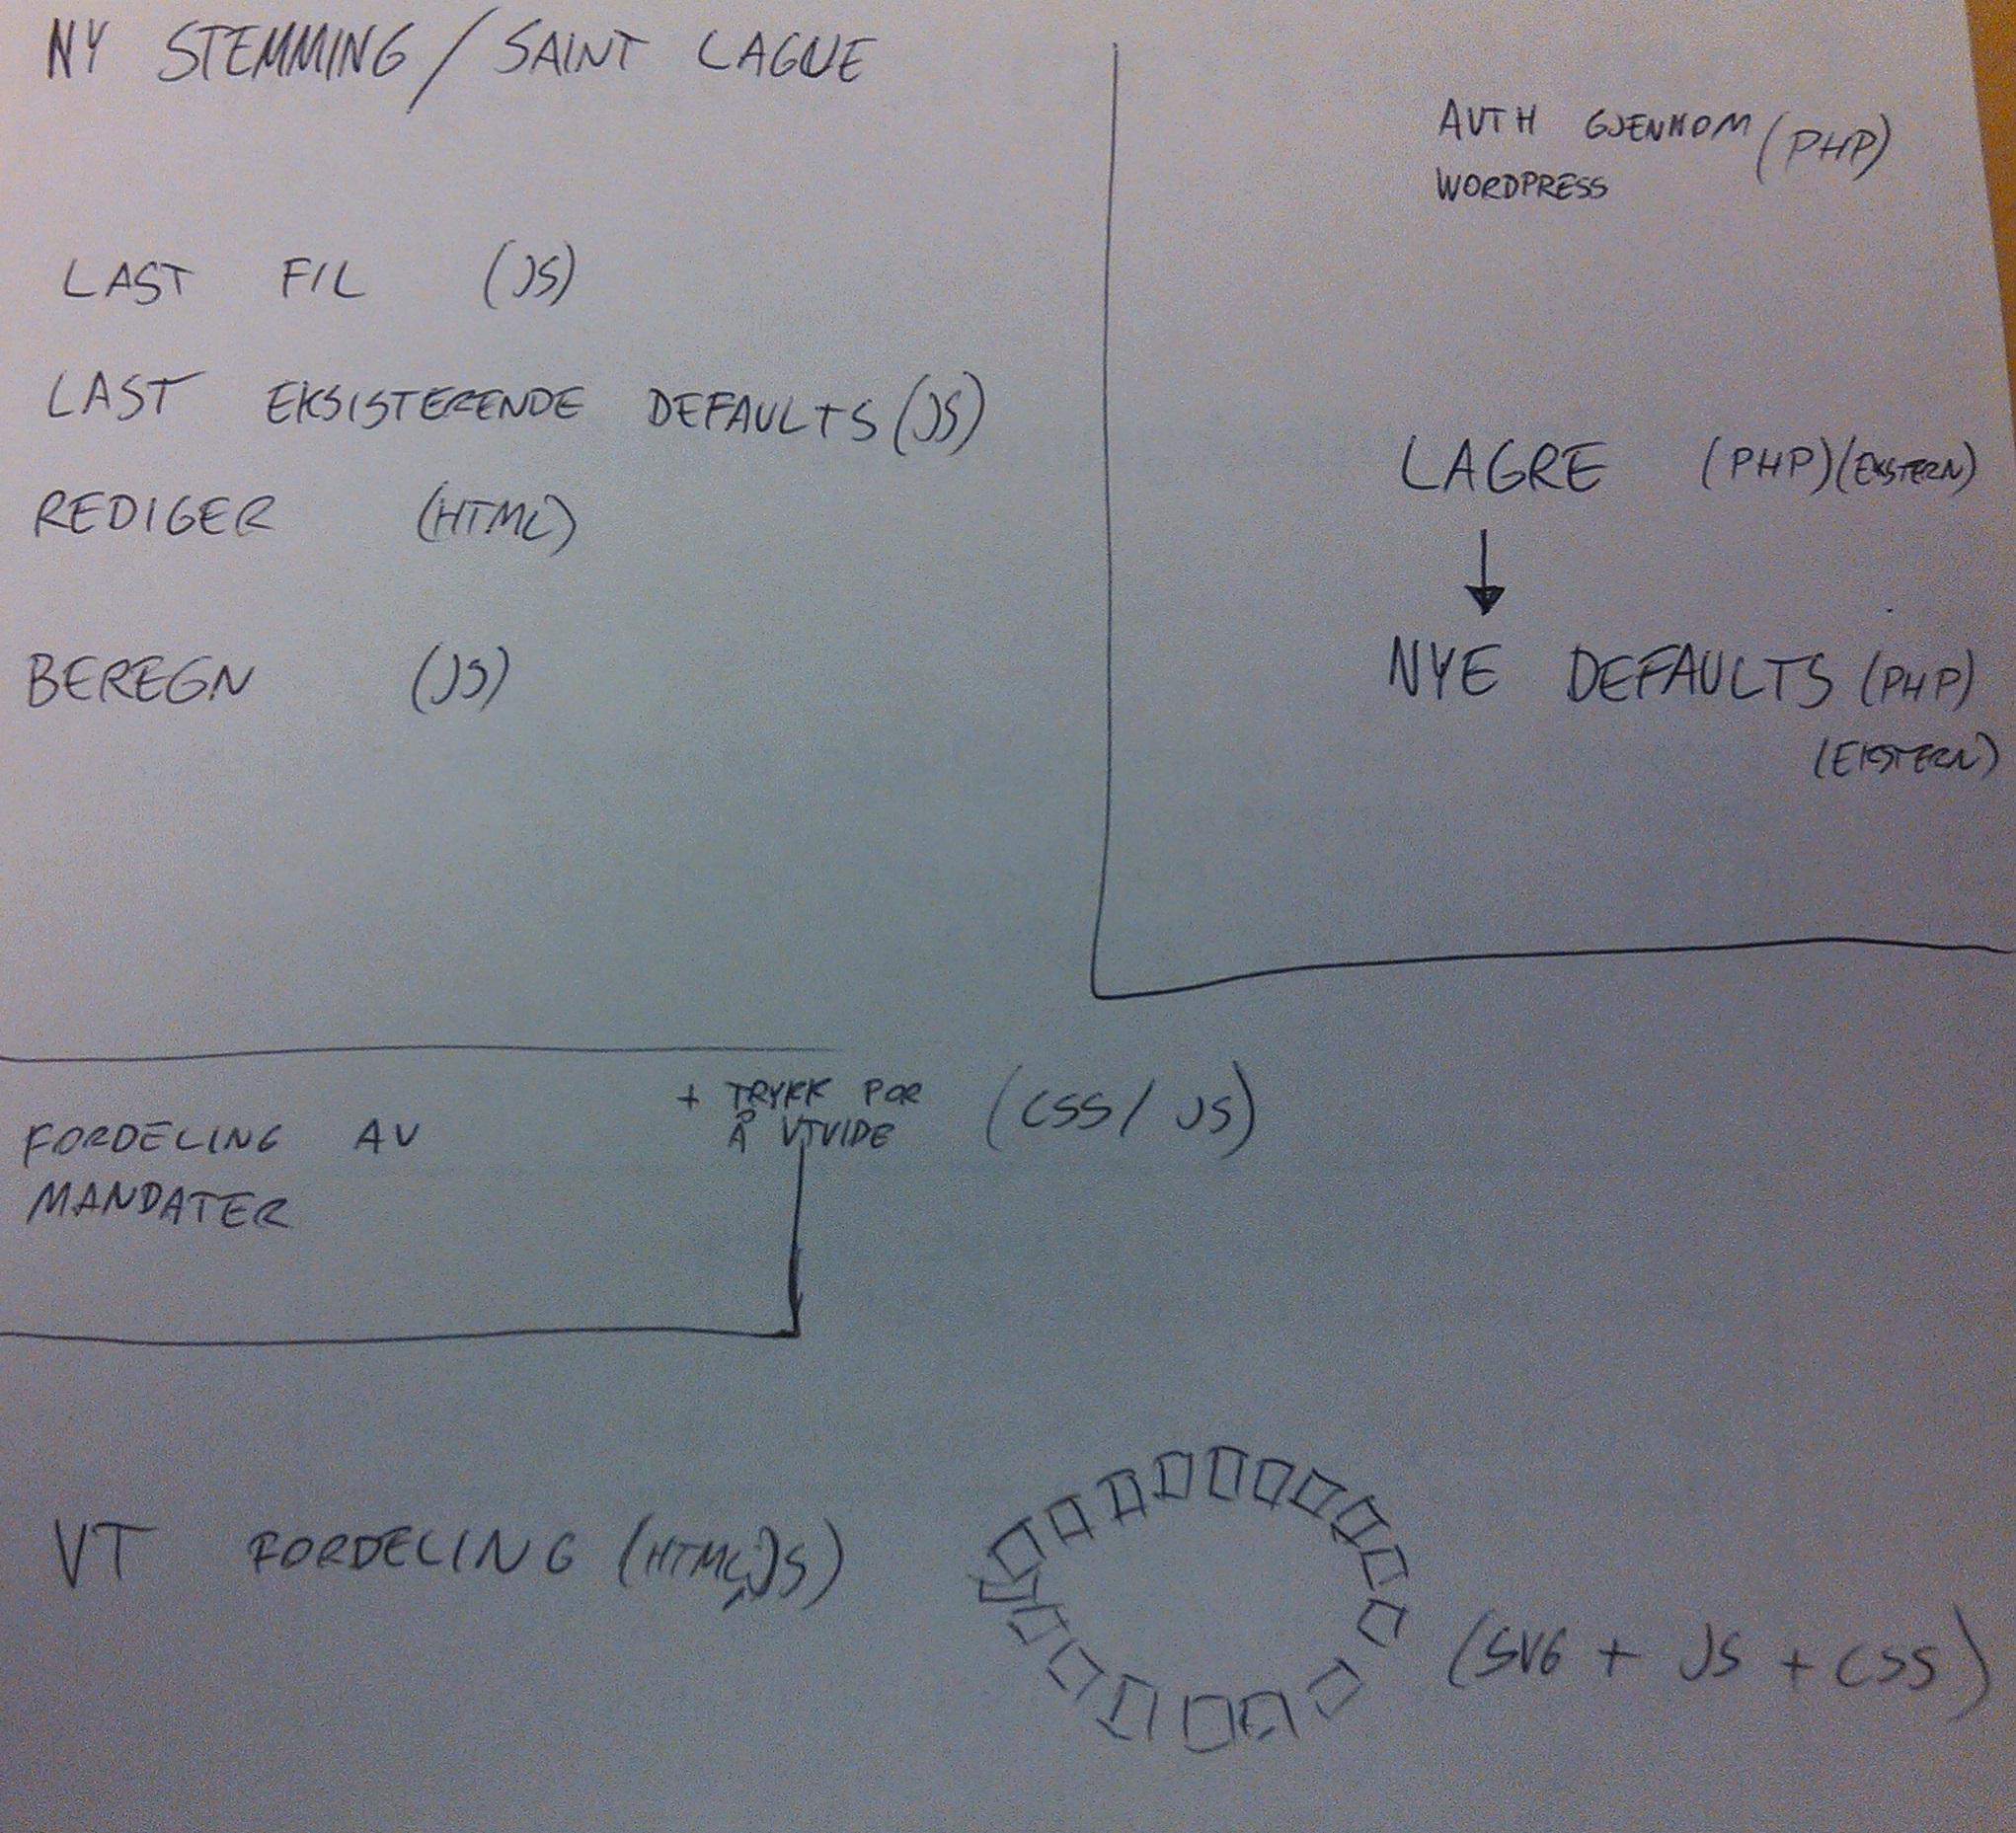 NY STEMMING / SAINT LAGUE
LAST FIL (JS)
LAST EKSISTERENDE DEFAULTS (JS)
REDIGER (HTML)
BEREGN (JS)
AUTH GJENNOM (PHP)
WORDPRESS
LAGRE (PHP) (EKSTERN)
NYE DEFAULTS (PHP)
(EKSTERN)
FORDELING AV
MANDATER
+ TRYKK FOR
Å UTVIDE
(CSS / JS)
VT FORDELING (HTML, JS)
(SVG + JS + CSS)